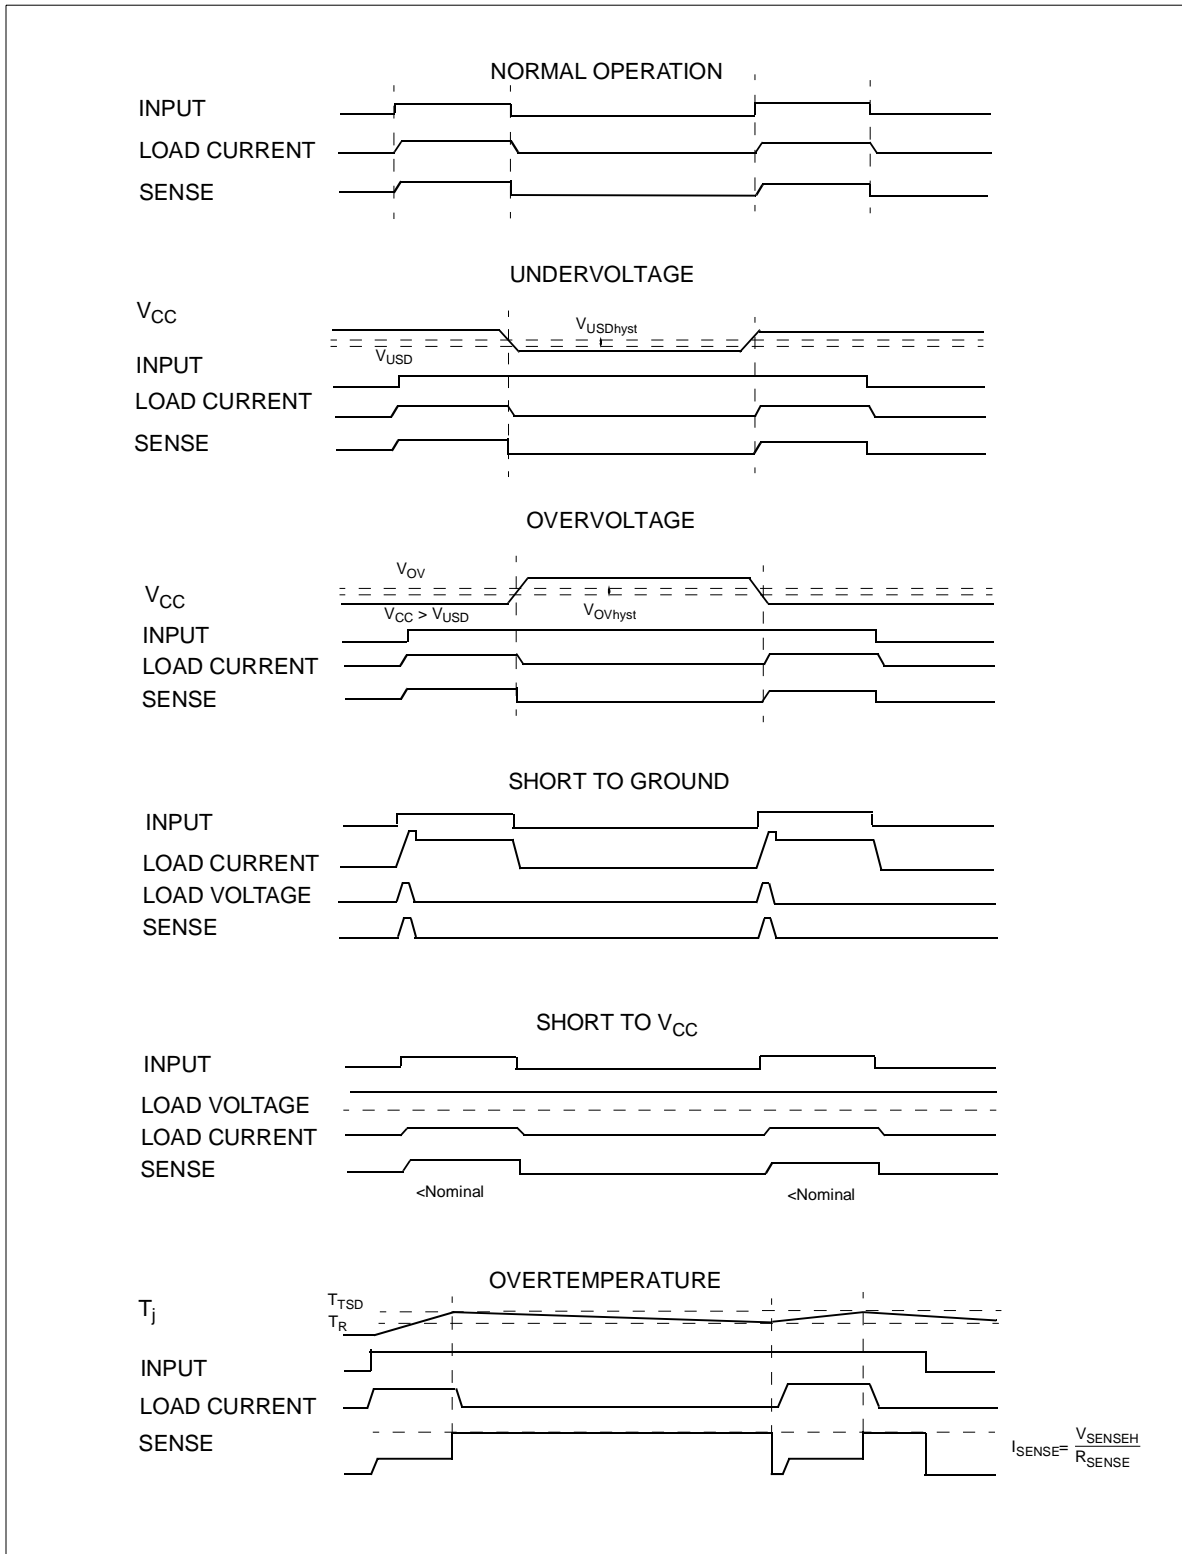 NORMAL OPERATION
INPUT
LOAD CURRENT
SENSE
UNDERVOLTAGE
VCC
VUSDhyst
VUSD
INPUT
LOAD CURRENT
SENSE
OVERVOLTAGE
VOV
VCC
VCC > VUSD
VOVhyst
INPUT
LOAD CURRENT
SENSE
SHORT TO GROUND
INPUT
LOAD CURRENT
LOAD VOLTAGE
SENSE
SHORT TO VCC
INPUT
LOAD VOLTAGE
LOAD CURRENT
SENSE
<Nominal
<Nominal
OVERTEMPERATURE
Tj
TTSD
TR
INPUT
LOAD CURRENT
SENSE
ISENSE= VSENSEH
RSENSE